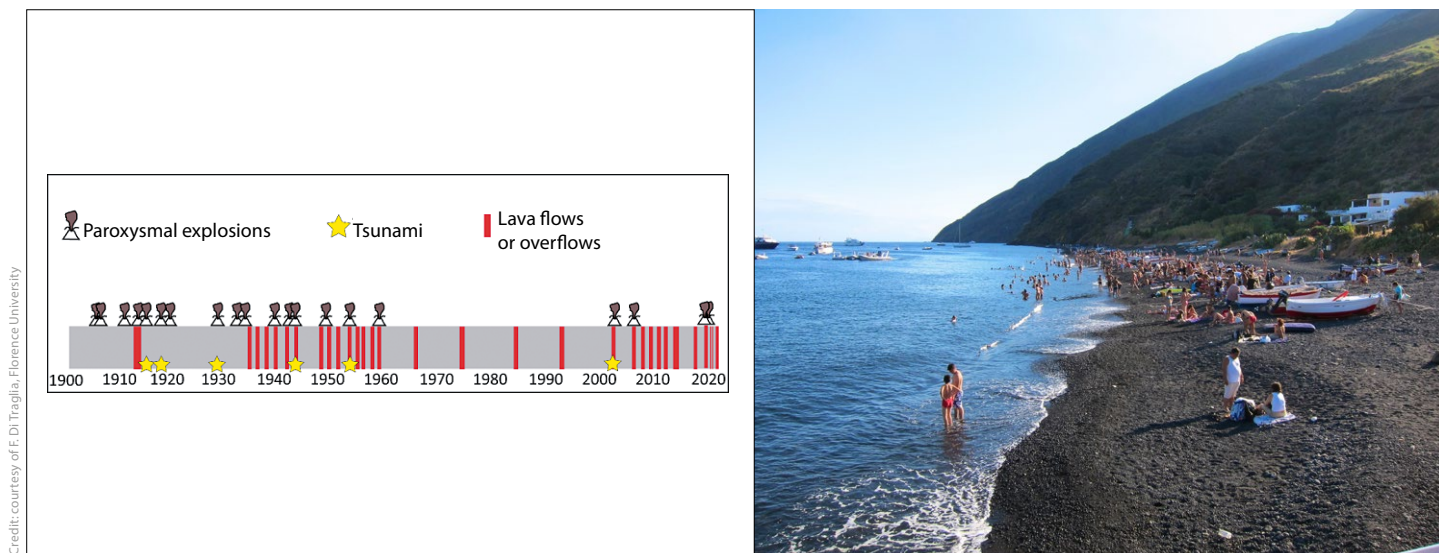 Credit: courtesy of F. Di Traglia, Florence University
Paroxysmal explosions
Tsunami
Lava flows
or overflows
1900 1910 1920 1930 1940 1950 1960 1970 1980 1990 2000 2010 2020